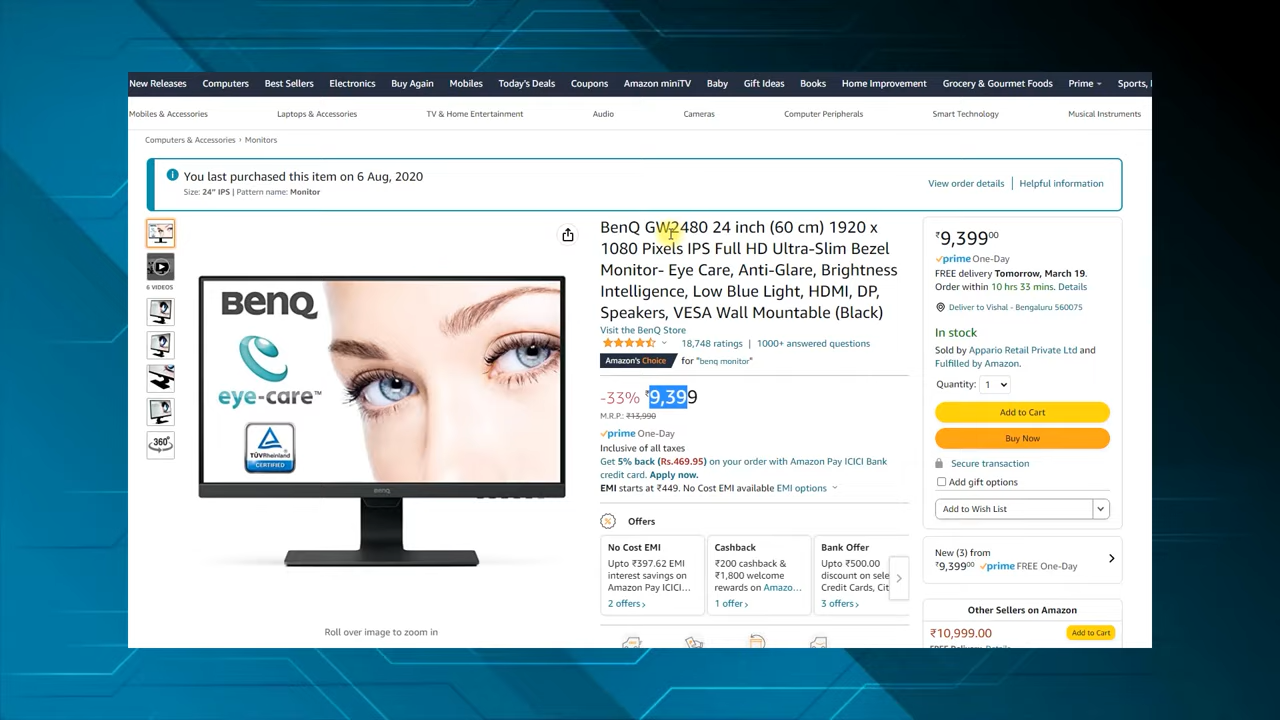 New Releases Computers Best Sellers Electronics Buy Again Mobiles Today's Deals Coupons Amazon miniTV Baby Gift Ideas Books Home Improvement Grocery & Gourmet Foods Prime Sports,
Mobiles & Accessories Laptops & Accessories TV & Home Entertainment Audio Cameras Computer Peripherals Smart Technology Musical Instruments
Computers & Accessories › Monitors
You last purchased this item on 6 Aug, 2020
Size: 24" IPS | Pattern name: Monitor
View order details | Helpful information
6 VIDEOS
360°
BenQ
eye-care™
TÜVRheinland
CERTIFIED
BenQ
Roll over image to zoom in
BenQ GW2480 24 inch (60 cm) 1920 x
1080 Pixels IPS Full HD Ultra-Slim Bezel
Monitor- Eye Care, Anti-Glare, Brightness
Intelligence, Low Blue Light, HDMI, DP,
Speakers, VESA Wall Mountable (Black)
Visit the BenQ Store
18,748 ratings | 1000+ answered questions
Amazon's Choice for "benq monitor"
-33% ₹9,399
M.R.P.: ₹13,990
prime One-Day
Inclusive of all taxes
Get 5% back (Rs.469.95) on your order with Amazon Pay ICICI Bank
credit card. Apply now.
EMI starts at ₹449. No Cost EMI available EMI options
Offers
No Cost EMI
Upto ₹397.62 EMI
interest savings on
Amazon Pay ICICI…
2 offers ›
Cashback
₹200 cashback &
₹1,800 welcome
rewards on Amazo…
1 offer ›
Bank Offer
Upto ₹500.00
discount on sele
Credit Cards, Cit
3 offers ›
₹9,399.00
prime One-Day
FREE delivery Tomorrow, March 19.
Order within 10 hrs 33 mins. Details
Deliver to Vishal - Bengaluru 560075
In stock
Sold by Appario Retail Private Ltd and
Fulfilled by Amazon.
Quantity: 1
Add to Cart
Buy Now
Secure transaction
Add gift options
Add to Wish List
New (3) from
₹9,399.00 prime FREE One-Day
Other Sellers on Amazon
₹10,999.00 Add to Cart